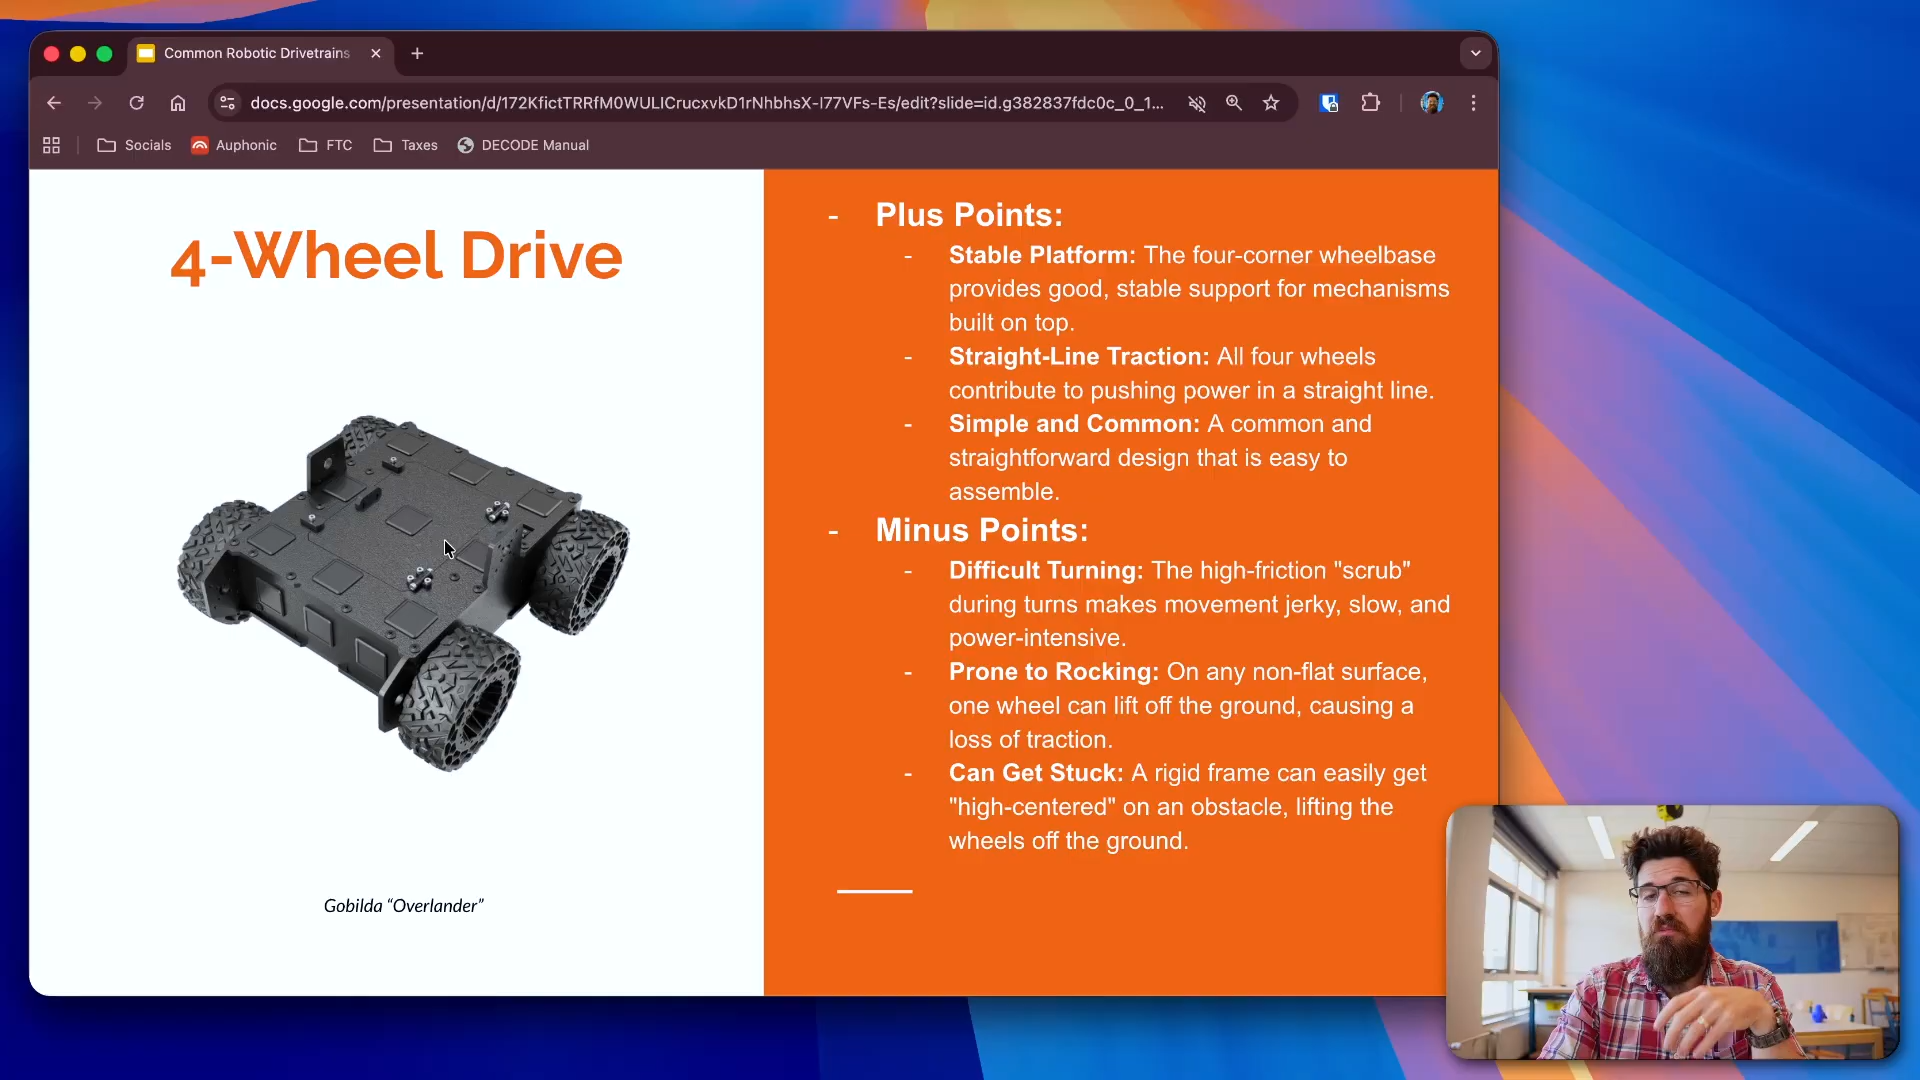 Common Robotic Drivetrains
docs.google.com/presentation/d/172KfictTRRfM0WULICrucxvkD1rNhbhsX-I77VFs-Es/edit?slide=id.g382837fdc0c_0_1...
Socials
Auphonic
FTC
Taxes
DECODE Manual
4-Wheel Drive
Gobilda “Overlander”
- Plus Points:
- Stable Platform: The four-corner wheelbase
provides good, stable support for mechanisms
built on top.
- Straight-Line Traction: All four wheels
contribute to pushing power in a straight line.
- Simple and Common: A common and
straightforward design that is easy to
assemble.
- Minus Points:
- Difficult Turning: The high-friction "scrub"
during turns makes movement jerky, slow, and
power-intensive.
- Prone to Rocking: On any non-flat surface,
one wheel can lift off the ground, causing a
loss of traction.
- Can Get Stuck: A rigid frame can easily get
"high-centered" on an obstacle, lifting the
wheels off the ground.